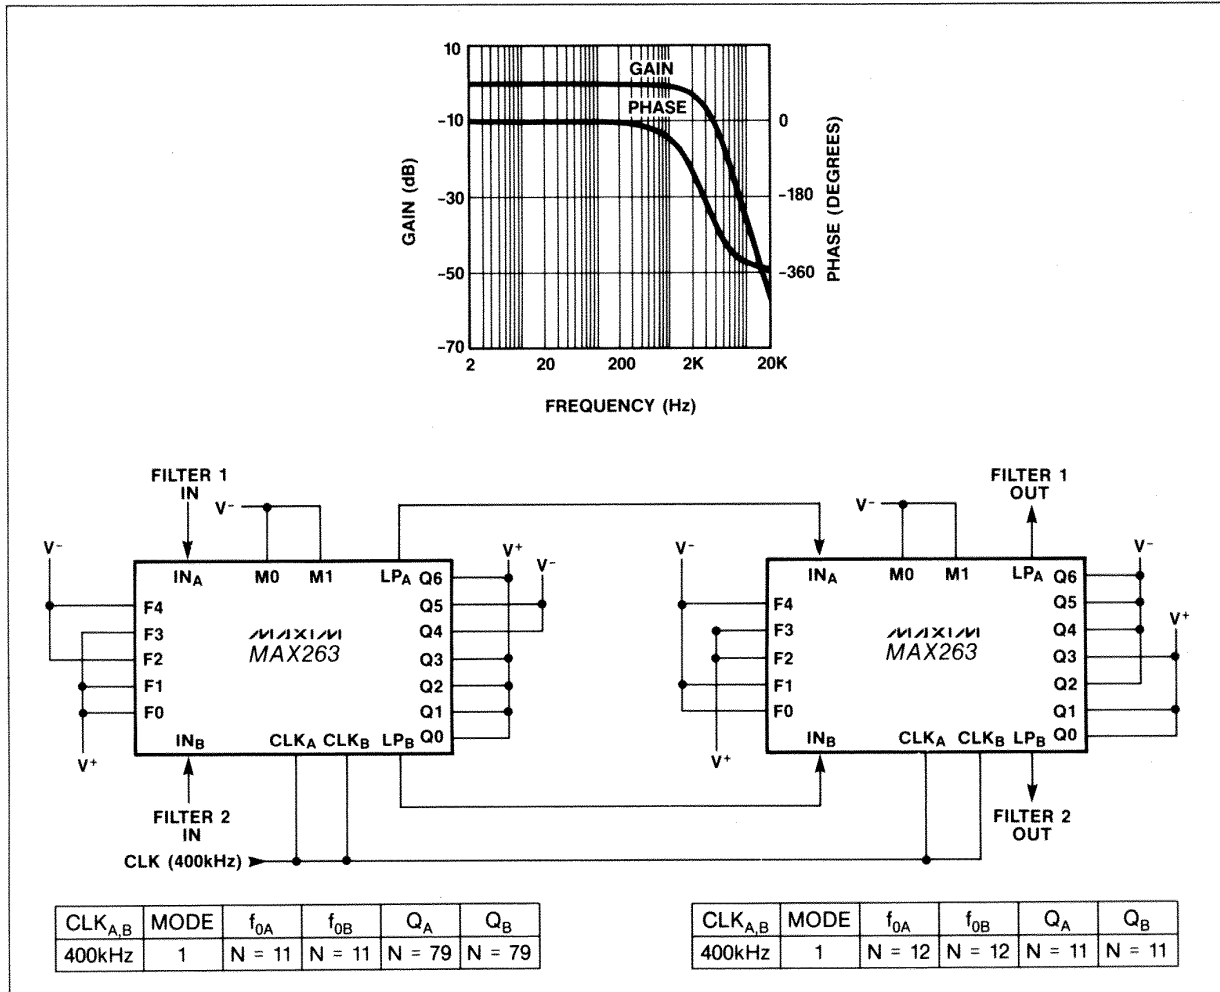 10
-10
-30
-50
-70
GAIN (dB)
GAIN
PHASE
0
-180
-360
PHASE (DEGREES)
2 20 200 2K 20K
FREQUENCY (Hz)
FILTER 1
IN
V-
V-
INA M0 M1 LPA
F4
F3
F2
F1
F0
V+
MAXIM
MAX263
V+
V-
Q6
Q5
Q4
Q3
Q2
Q1
Q0
INB CLKA CLKB LPB
FILTER 2
IN
CLK (400kHz)
FILTER 1
OUT
V-
V-
INA M0 M1 LPA
F4
F3
F2
F1
F0
V+
MAXIM
MAX263
V-
V+
Q6
Q5
Q4
Q3
Q2
Q1
Q0
INB CLKA CLKB LPB
FILTER 2
OUT
CLKA,B MODE f0A f0B QA QB
400kHz 1 N = 11 N = 11 N = 79 N = 79
CLKA,B MODE f0A f0B QA QB
400kHz 1 N = 12 N = 12 N = 11 N = 11